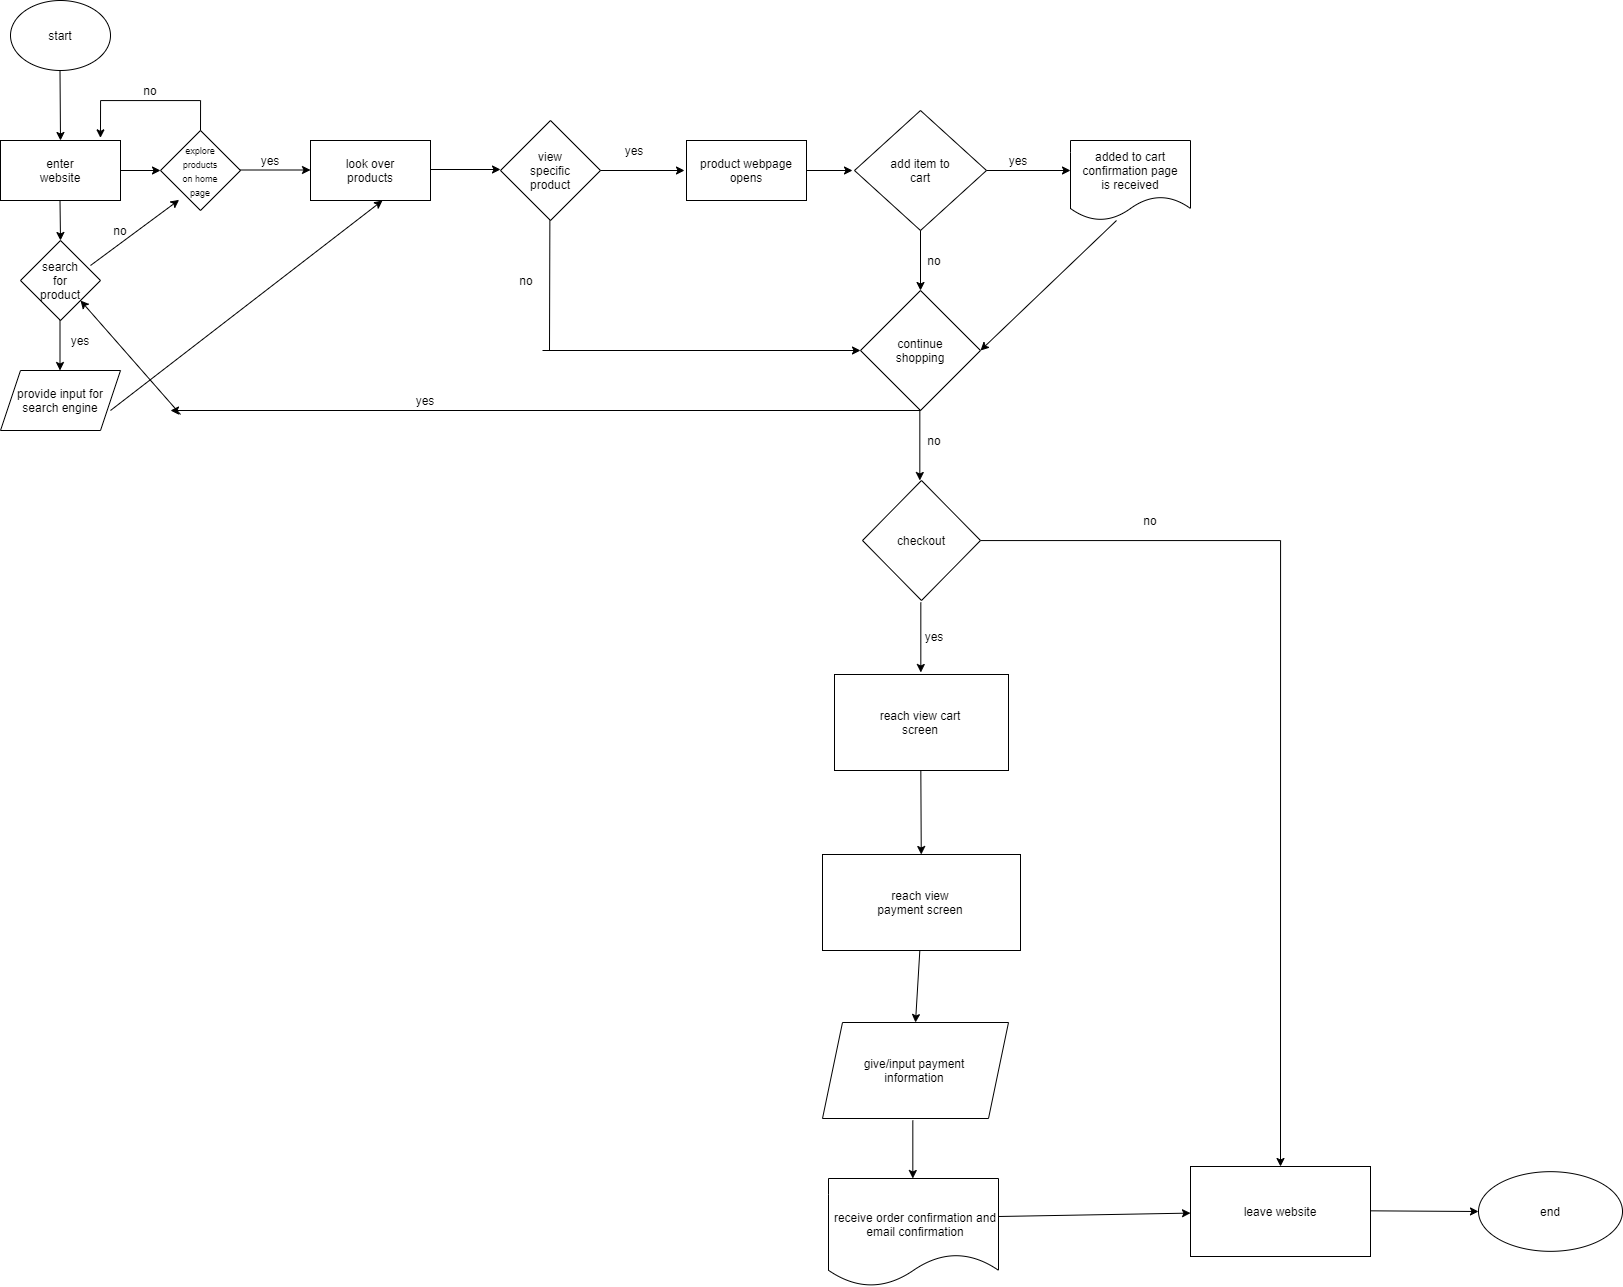 start
no
enter
website
explore
products
on home
page
yes
look over
products
view
specific
product
yes
product webpage
opens
add item to
cart
yes
added to cart
confirmation page
is received
no
search
for
product
no
no
yes
continue
shopping
provide input for
search engine
yes
no
checkout
no
yes
reach view cart
screen
reach view
payment screen
give/input payment
information
receive order confirmation and
email confirmation
leave website
end